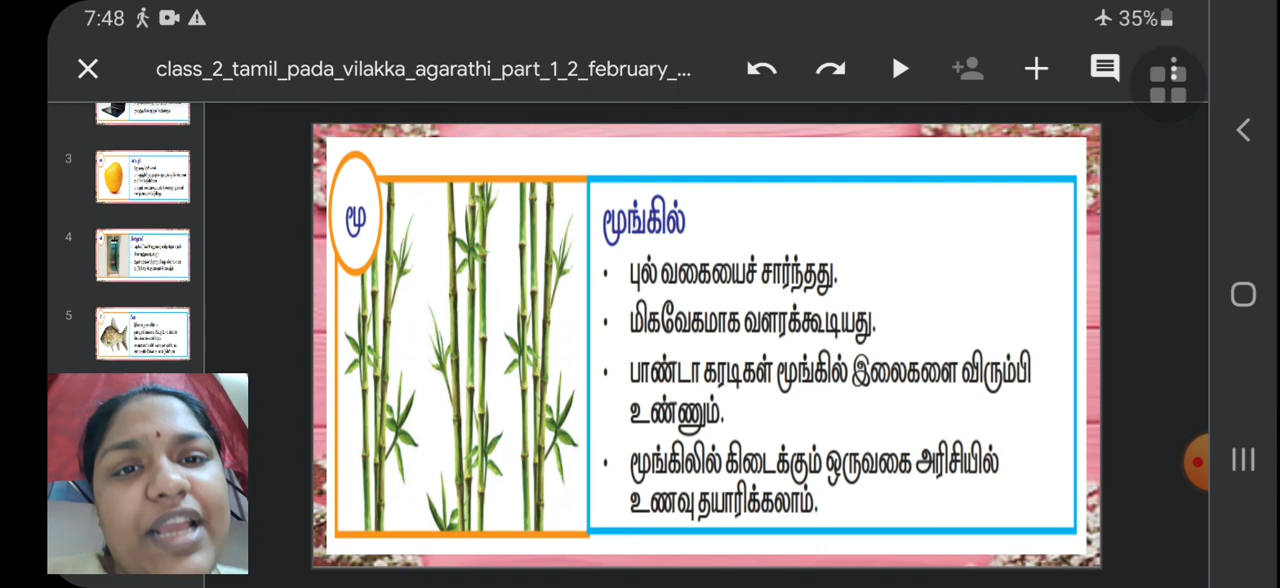 7:48
35%
class_2_tamil_pada_vilakka_agarathi_part_1_2_february_...
3
4
5
மூ
மூங்கில்
• புல் வகையைச் சார்ந்தது.
• மிகவேகமாக வளரக்கூடியது.
• பாண்டா கரடிகள் மூங்கில் இலைகளை விரும்பி
உண்ணும்.
• மூங்கிலில் கிடைக்கும் ஒருவகை அரிசியில்
உணவு தயாரிக்கலாம்.